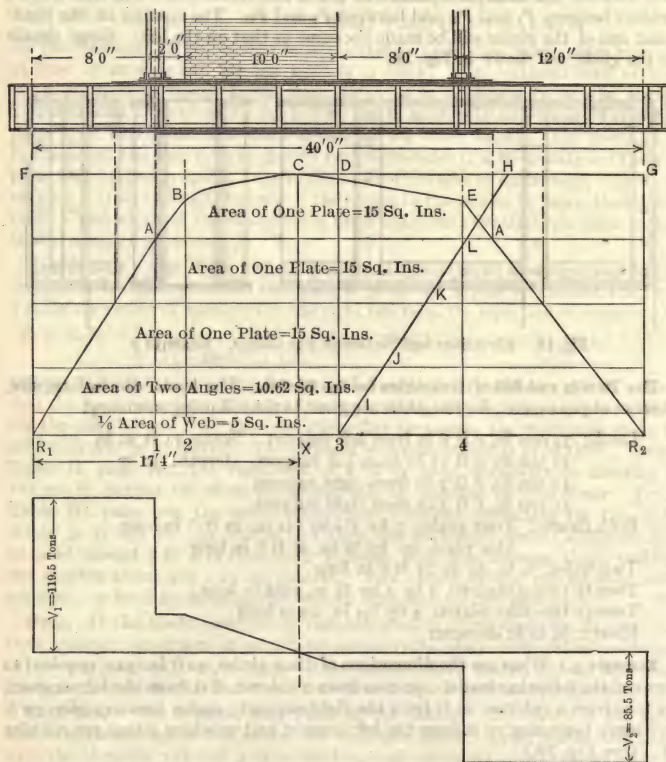 8'0"
2'0"
10'0"
8'0"
12'0"
40'0"
F
C
D
H
G
B
E
Area of One Plate=15 Sq. Ins.
A
L
A
Area of One Plate=15 Sq. Ins.
K
Area of One Plate=15 Sq. Ins.
J
Area of Two Angles=10.62 Sq. Ins.
I
⅙ Area of Web=5 Sq. Ins.
R₁
1
2
X
3
4
R₂
17'4"
V₁=119.5 Tons
V₂=85.5 Tons